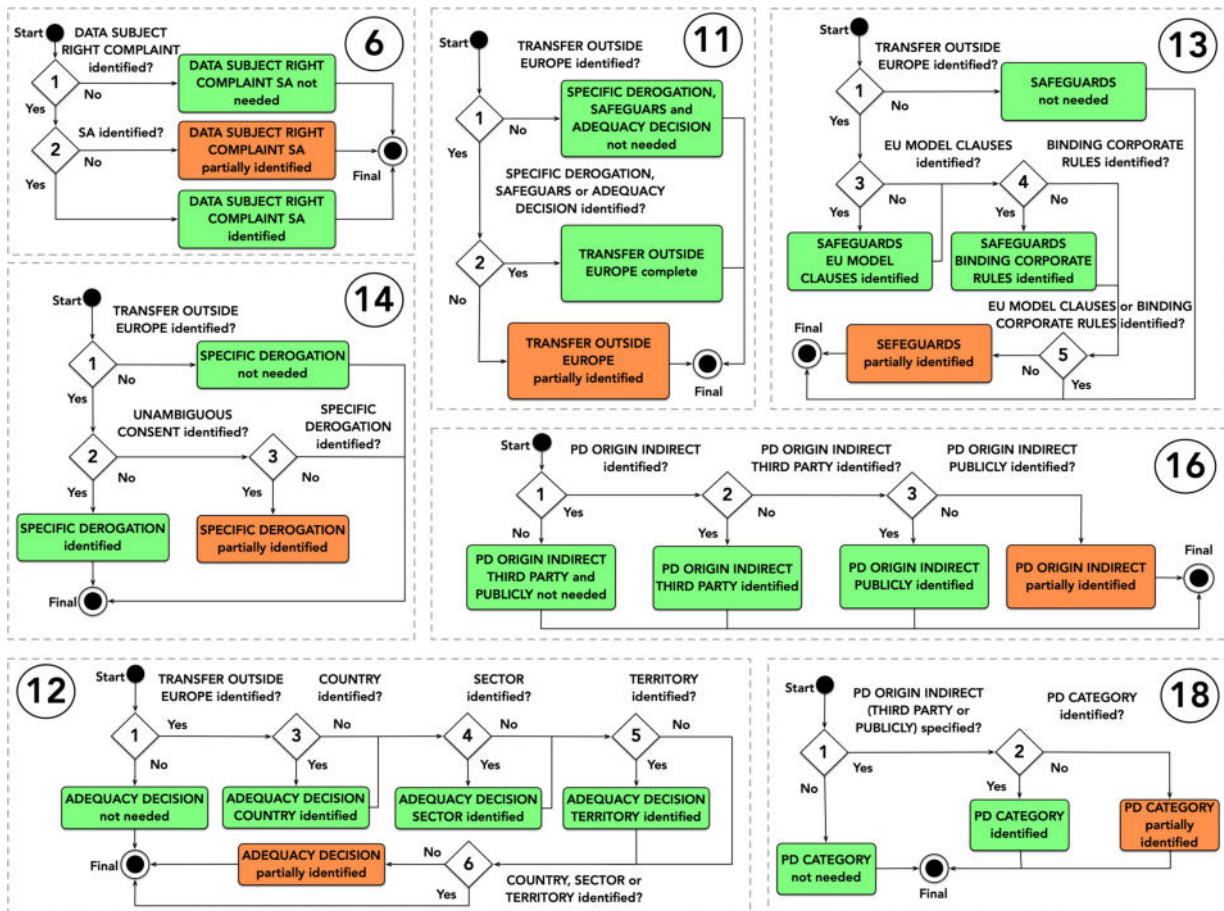 6
Start
DATA SUBJECT
RIGHT COMPLAINT
identified?
1
No
Yes
DATA SUBJECT RIGHT
COMPLAINT SA not
needed
SA identified?
2
No
Yes
DATA SUBJECT RIGHT
COMPLAINT SA
partially identified
Final
DATA SUBJECT RIGHT
COMPLAINT SA
identified
11
Start
TRANSFER OUTSIDE
EUROPE identified?
1
No
Yes
SPECIFIC DEROGATION,
SAFEGUARS and
ADEQUACY DECISION
not needed
SPECIFIC DEROGATION,
SAFEGUARS or ADEQUACY
DECISION identified?
2
Yes
No
TRANSFER OUTSIDE
EUROPE complete
TRANSFER OUTSIDE
EUROPE
partially identified
Final
13
Start
TRANSFER OUTSIDE
EUROPE identified?
1
No
Yes
SAFEGUARDS
not needed
EU MODEL CLAUSES
identified?
BINDING CORPORATE
RULES identified?
3
No
Yes
4
No
Yes
SAFEGUARDS
EU MODEL
CLAUSES identified
SAFEGUARDS
BINDING CORPORATE
RULES identified
EU MODEL CLAUSES or BINDING
CORPORATE RULES identified?
Final
SEFEGUARDS
partially identified
No
5
Yes
14
Start
TRANSFER OUTSIDE
EUROPE identified?
1
No
Yes
SPECIFIC DEROGATION
not needed
UNAMBIGUOUS
CONSENT identified?
SPECIFIC
DEROGATION
identified?
2
No
Yes
3
No
Yes
SPECIFIC DEROGATION
identified
SPECIFIC DEROGATION
partially identified
Final
16
Start
PD ORIGIN INDIRECT
identified?
PD ORIGIN INDIRECT
THIRD PARTY identified?
PD ORIGIN INDIRECT
PUBLICLY identified?
1
Yes
No
2
No
Yes
3
No
Yes
PD ORIGIN INDIRECT
THIRD PARTY and
PUBLICLY not needed
PD ORIGIN INDIRECT
THIRD PARTY identified
PD ORIGIN INDIRECT
PUBLICLY identified
PD ORIGIN INDIRECT
partially identified
Final
12
Start
TRANSFER OUTSIDE
EUROPE identified?
COUNTRY
identified?
SECTOR
identified?
TERRITORY
identified?
1
Yes
No
3
No
Yes
4
No
Yes
5
No
Yes
ADEQUACY DECISION
not needed
ADEQUACY DECISION
COUNTRY identified
ADEQUACY DECISION
SECTOR identified
ADEQUACY DECISION
TERRITORY identified
Final
ADEQUACY DECISION
partially identified
No
6
Yes
COUNTRY, SECTOR or
TERRITORY identified?
18
Start
PD ORIGIN INDIRECT
(THIRD PARTY or
PUBLICLY) specified?
PD CATEGORY
identified?
1
Yes
No
2
No
Yes
PD CATEGORY
identified
PD CATEGORY
partially
identified
PD CATEGORY
not needed
Final